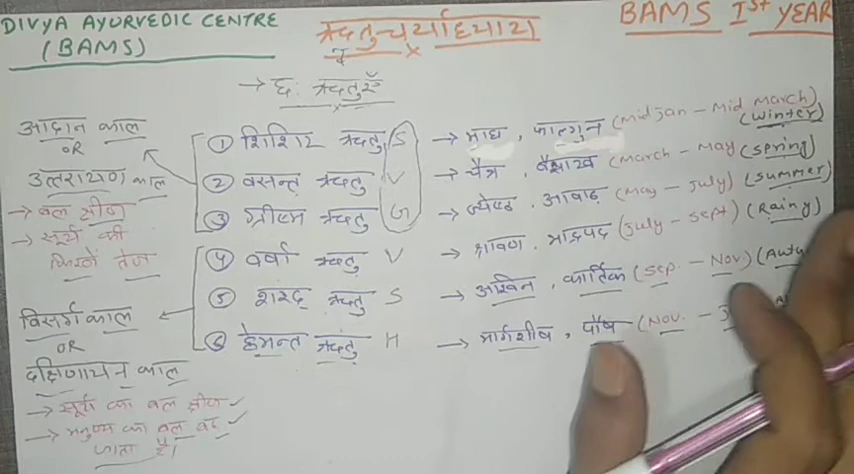 DIVYA AYURVEDIC CENTRE
(BAMS)
ऋतुचर्याध्याय
BAMS Ist YEAR
→ छः ऋतुएँ
आदान काल
OR
उत्तरायण काल
→ बल क्षीण
→ सूर्य की
किरणें तेज
① शिशिर ऋतु S → माघ, फाल्गुन (mid jan - mid march) (winter)
② वसन्त ऋतु V → चैत्र, वैशाख (march - may) (spring)
③ ग्रीष्म ऋतु G → ज्येष्ठ, आषाढ (may - july) (summer)
④ वर्षा ऋतु V → श्रावण, भाद्रपद (july - sept) (Rainy)
⑤ शरद् ऋतु S → अश्विन, कार्तिक (Sep. - Nov)
⑥ हेमन्त ऋतु H → मार्गशीष, पौष (Nov. -
विसर्ग काल
OR
दक्षिणायन काल
→ सूर्य का बल क्षीण ✓
→ मनुष्य का बल बढ ✓
जाता है।